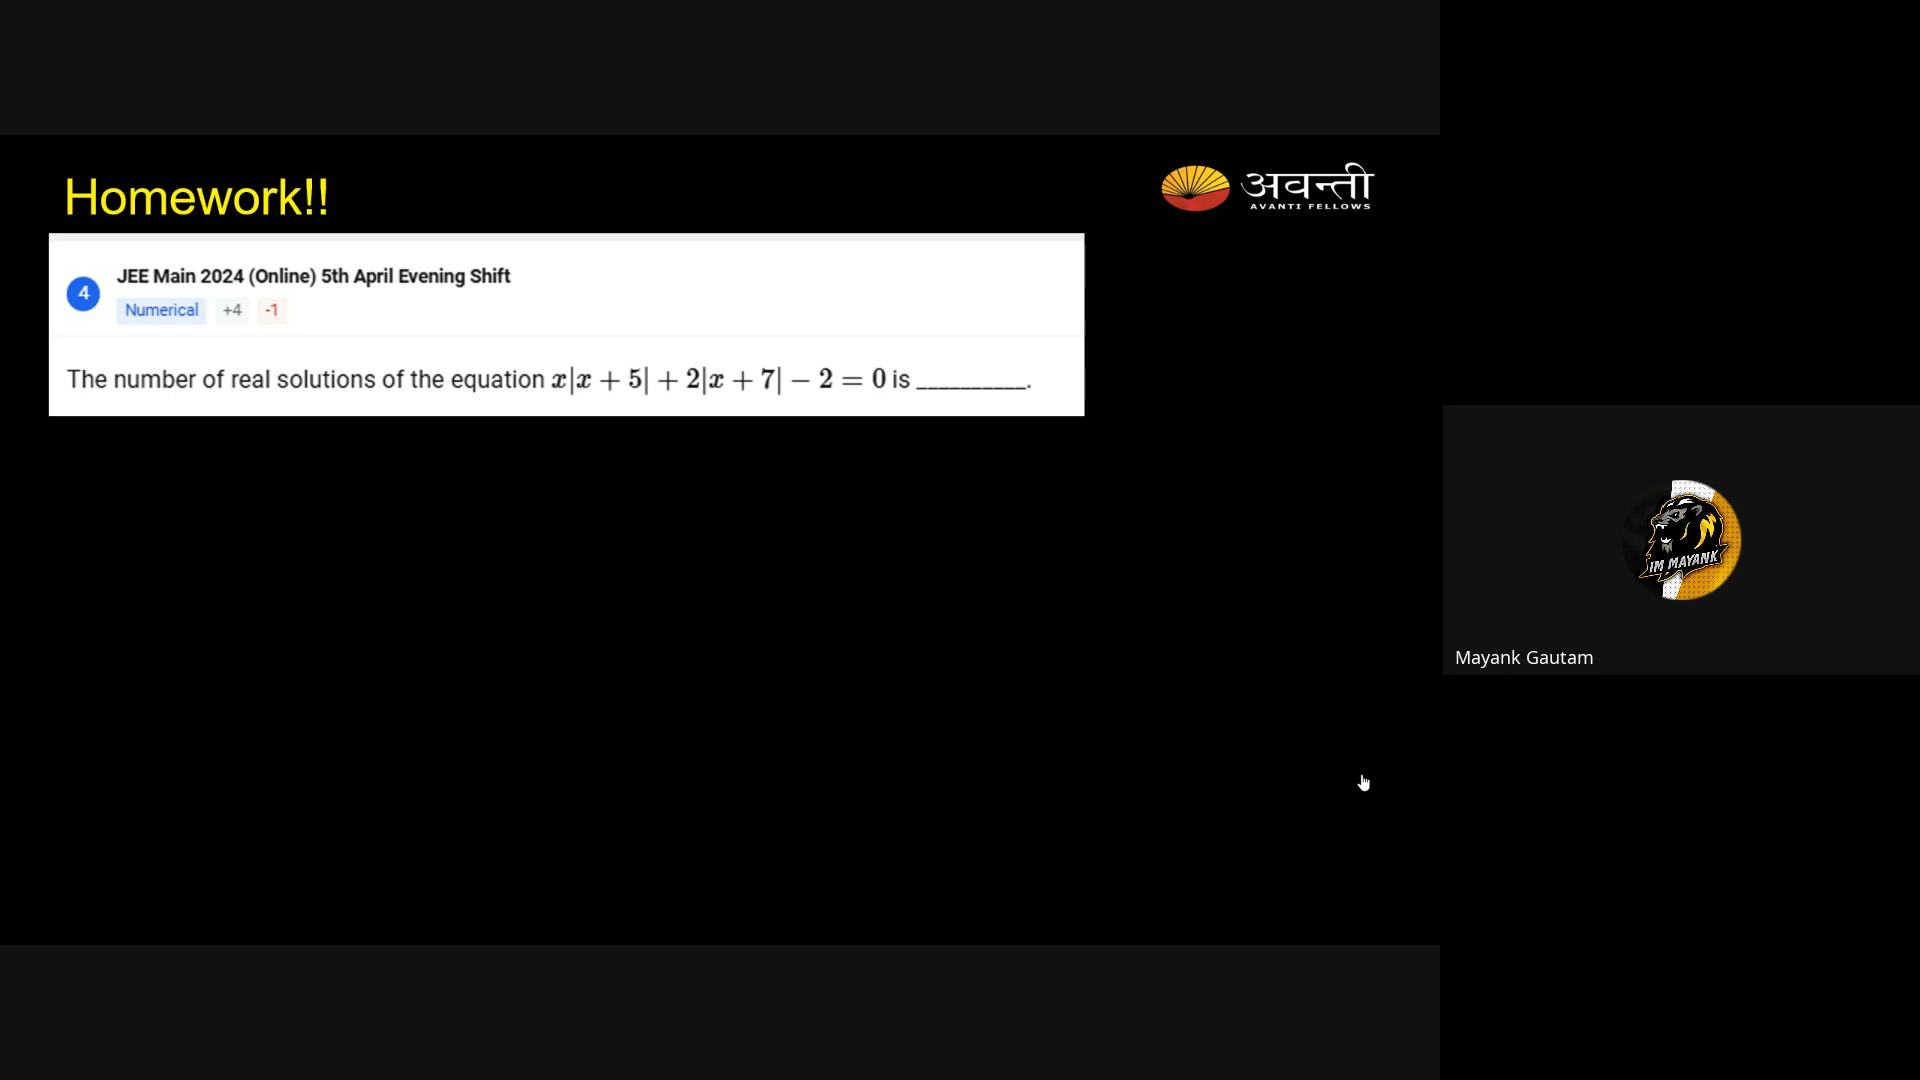 Homework!!
अवन्ती
AVANTI FELLOWS
4
JEE Main 2024 (Online) 5th April Evening Shift
Numerical +4 -1
The number of real solutions of the equation x|x + 5| + 2|x + 7| − 2 = 0 is __________.
IM MAYANK
Mayank Gautam